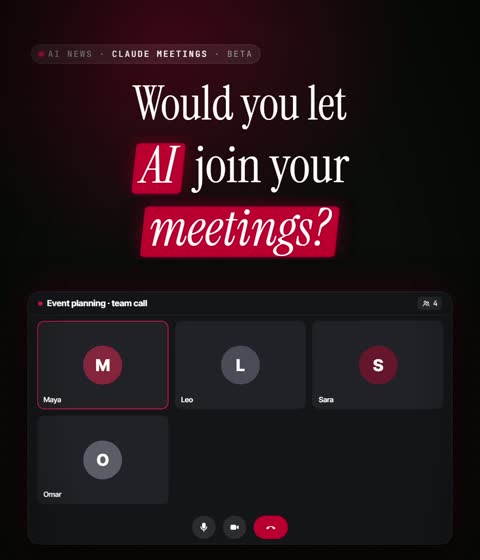 AI NEWS · CLAUDE MEETINGS · BETA
Would you let
AI join your
meetings?
Event planning · team call
4
M
Maya
L
Leo
S
Sara
O
Omar